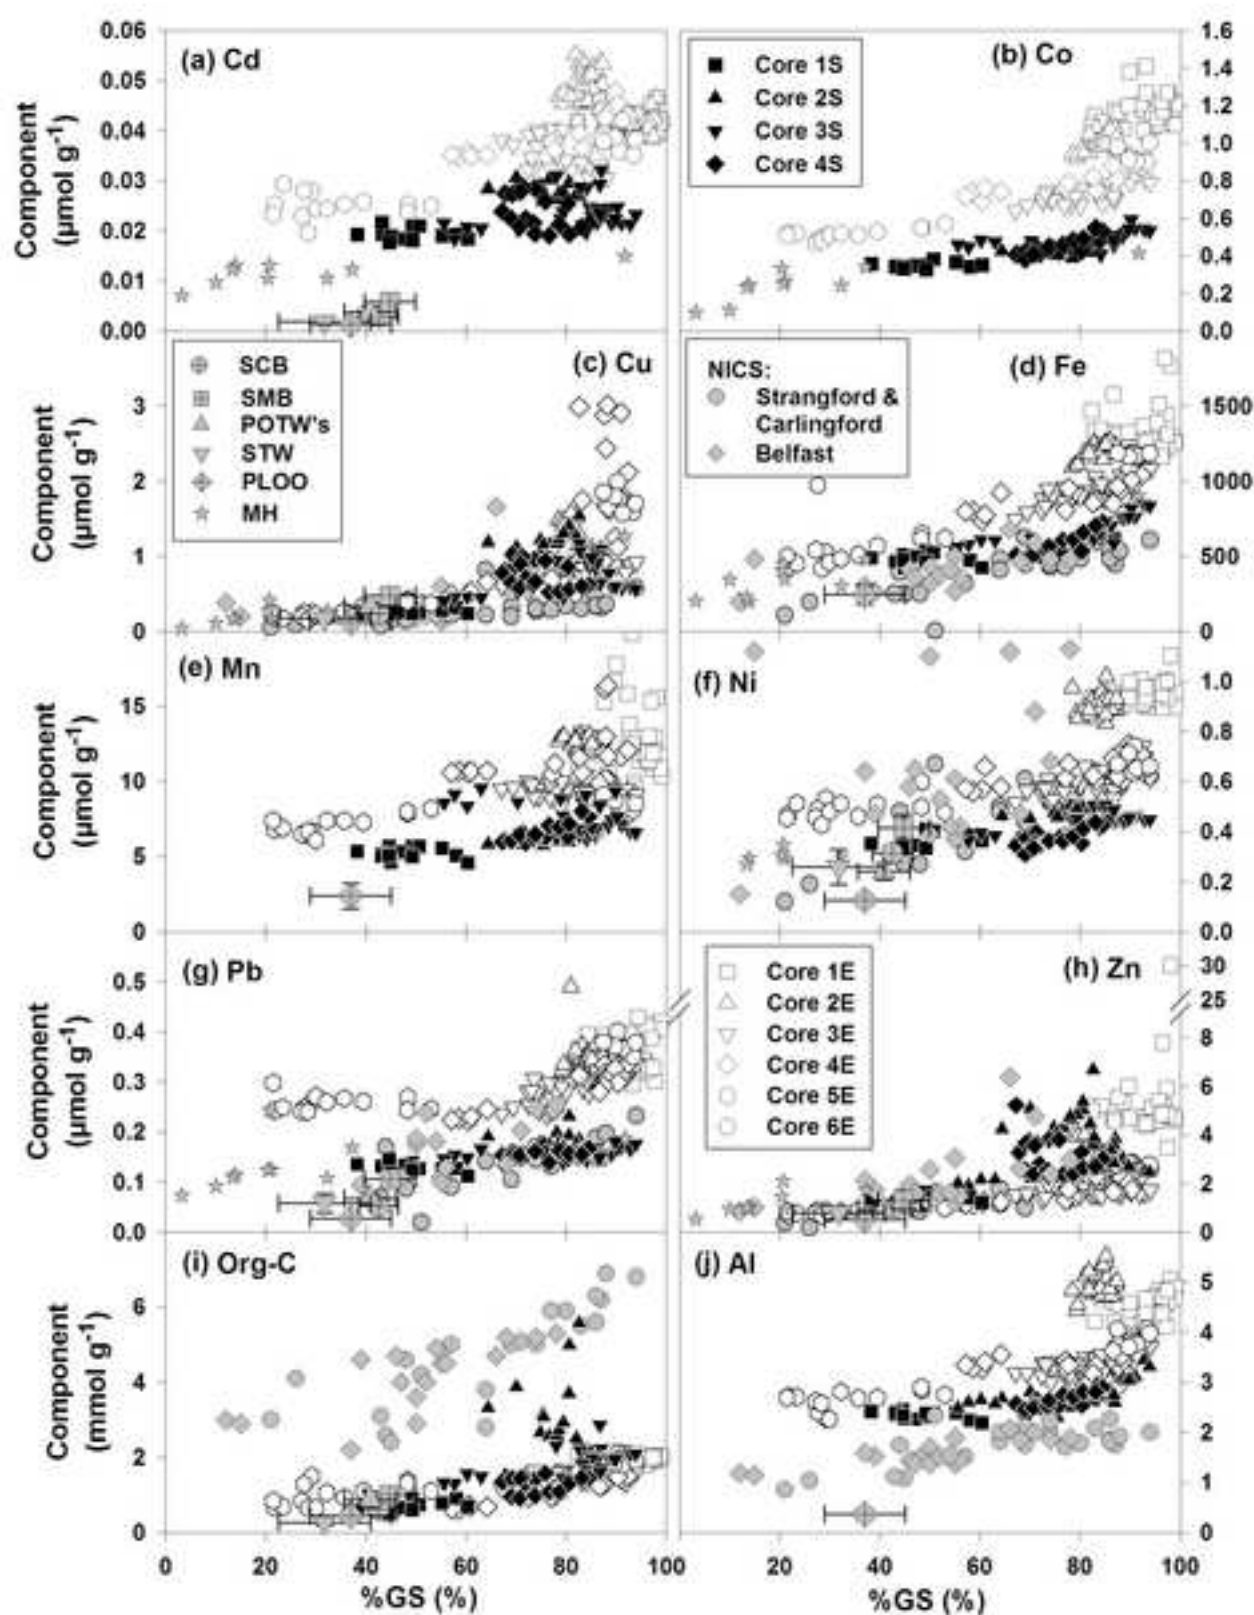 0.06
0.05
0.04
0.03
0.02
0.01
0.00
Component
(µmol g⁻¹)
(a) Cd
Core 1S
Core 2S
Core 3S
Core 4S
(b) Co
1.6
1.4
1.2
1.0
0.8
0.6
0.4
0.2
0.0
3
2
1
0
Component
(µmol g⁻¹)
SCB
SMB
POTW's
STW
PLOO
MH
(c) Cu
NICS:
Strangford &
Carlingford
Belfast
(d) Fe
1500
1000
500
0
15
10
5
0
Component
(µmol g⁻¹)
(e) Mn
(f) Ni
1.0
0.8
0.6
0.4
0.2
0.0
0.5
0.4
0.3
0.2
0.1
0.0
Component
(µmol g⁻¹)
(g) Pb
Core 1E
Core 2E
Core 3E
Core 4E
Core 5E
Core 6E
(h) Zn
30
25
8
6
4
2
0
6
4
2
0
Component
(mmol g⁻¹)
(i) Org-C
(j) Al
5
4
3
2
1
0
0 20 40 60 80 100
%GS (%)
20 40 60 80 100
%GS (%)